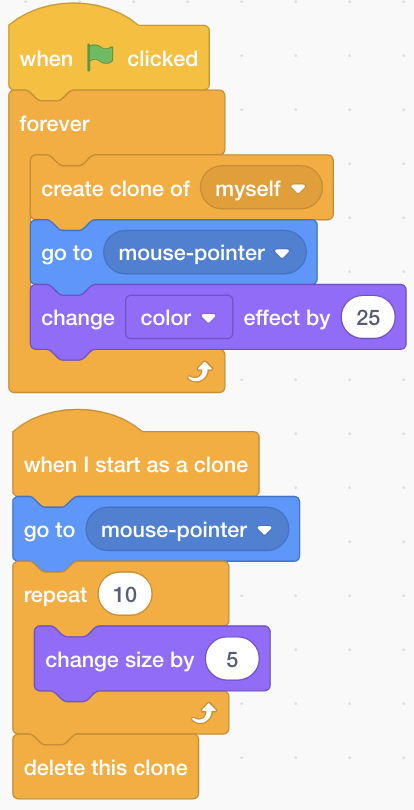 when clicked
forever
create clone of myself
go to mouse-pointer
change color effect by 25
when I start as a clone
go to mouse-pointer
repeat 10
change size by 5
delete this clone